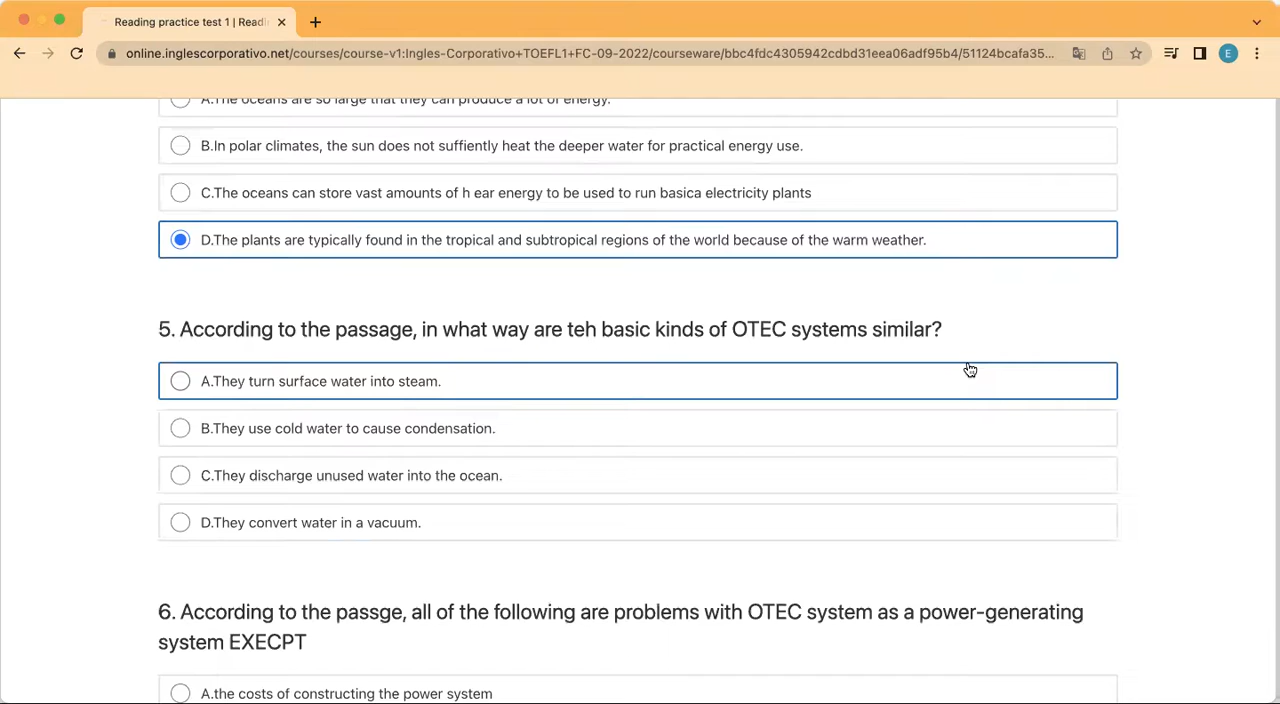 Reading practice test 1 | Readi
online.inglescorporativo.net/courses/course-v1:Ingles-Corporativo+TOEFL1+FC-09-2022/courseware/bbc4fdc4305942cdbd31eea06adf95b4/51124bcafa35...
E
A.The oceans are so large that they can produce a lot of energy.
B.In polar climates, the sun does not suffiently heat the deeper water for practical energy use.
C.The oceans can store vast amounts of h ear energy to be used to run basica electricity plants
D.The plants are typically found in the tropical and subtropical regions of the world because of the warm weather.
5. According to the passage, in what way are teh basic kinds of OTEC systems similar?
A.They turn surface water into steam.
B.They use cold water to cause condensation.
C.They discharge unused water into the ocean.
D.They convert water in a vacuum.
6. According to the passge, all of the following are problems with OTEC system as a power-generating
system EXECPT
A.the costs of constructing the power system